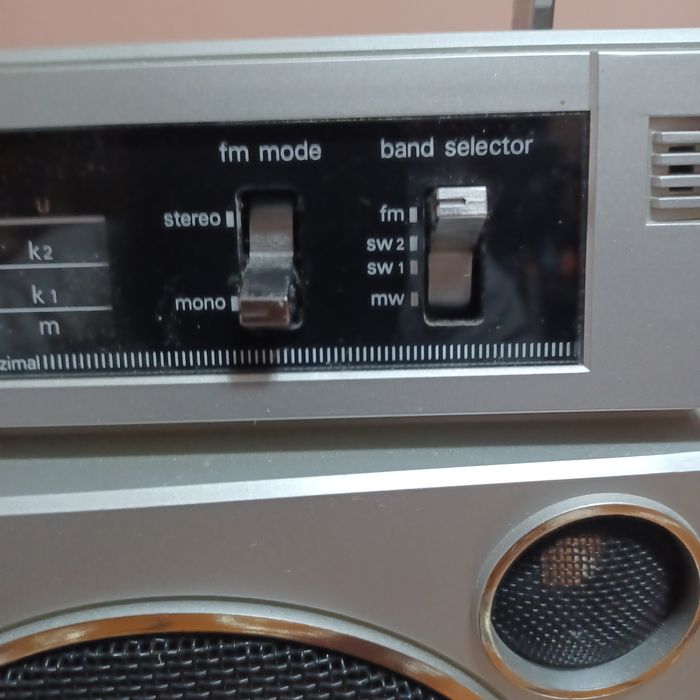 fm mode
band selector
stereo
mono
fm
sw 2
sw 1
mw
u
k2
k1
m
zimal